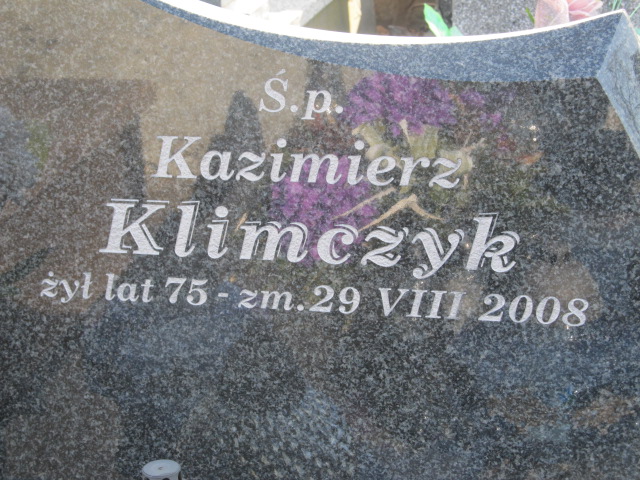 Ś.p.
Kazimierz
Klimczyk
żył lat 75 - zm. 29 VIII 2008